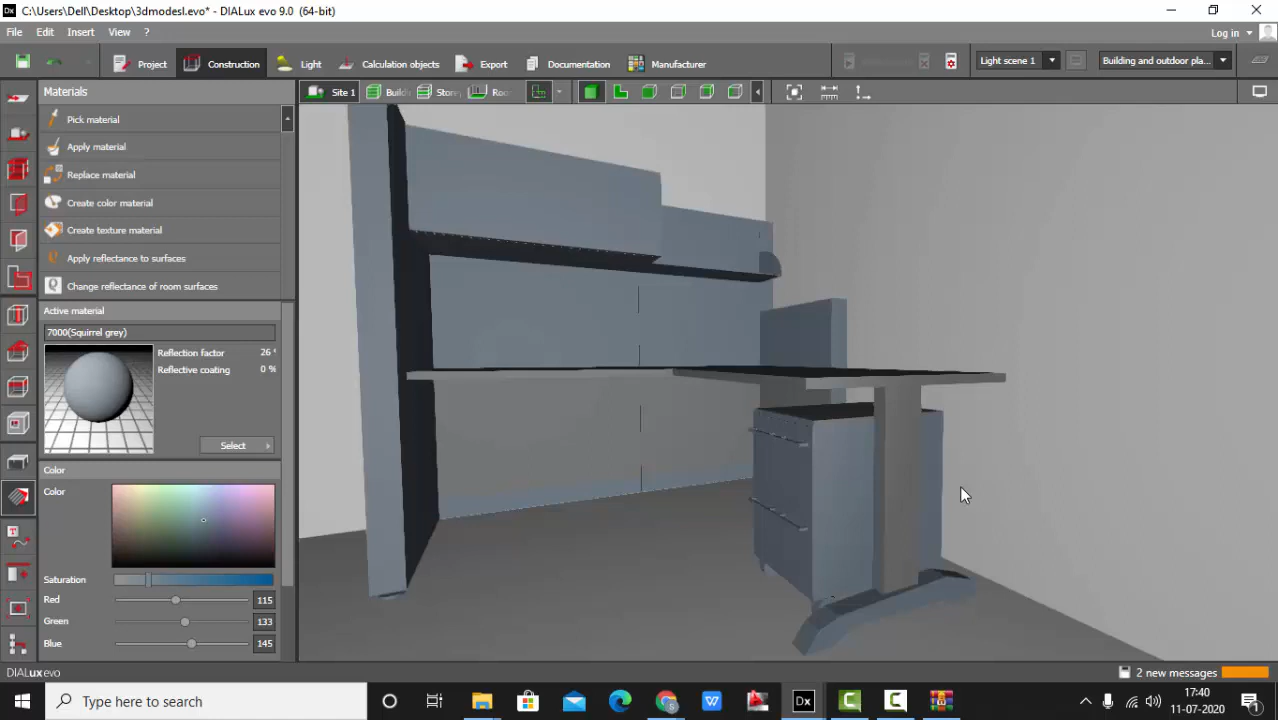 C:\Users\Dell\Desktop\3dmodesl.evo* - DIALux evo 9.0 (64-bit)
File Edit Insert View ?
Log in
Project Construction Light Calculation objects Export Documentation Manufacturer
Light scene 1
Building and outdoor pla...
Materials
Site 1
Pick material
Apply material
Replace material
Create color material
Create texture material
Apply reflectance to surfaces
Change reflectance of room surfaces
Active material
7000(Squirrel grey)
Reflection factor 26
Reflective coating 0 %
Select
Color
Color
Saturation
Red 115
Green 133
Blue 145
DIALux evo
2 new messages
Type here to search
17:40
11-07-2020